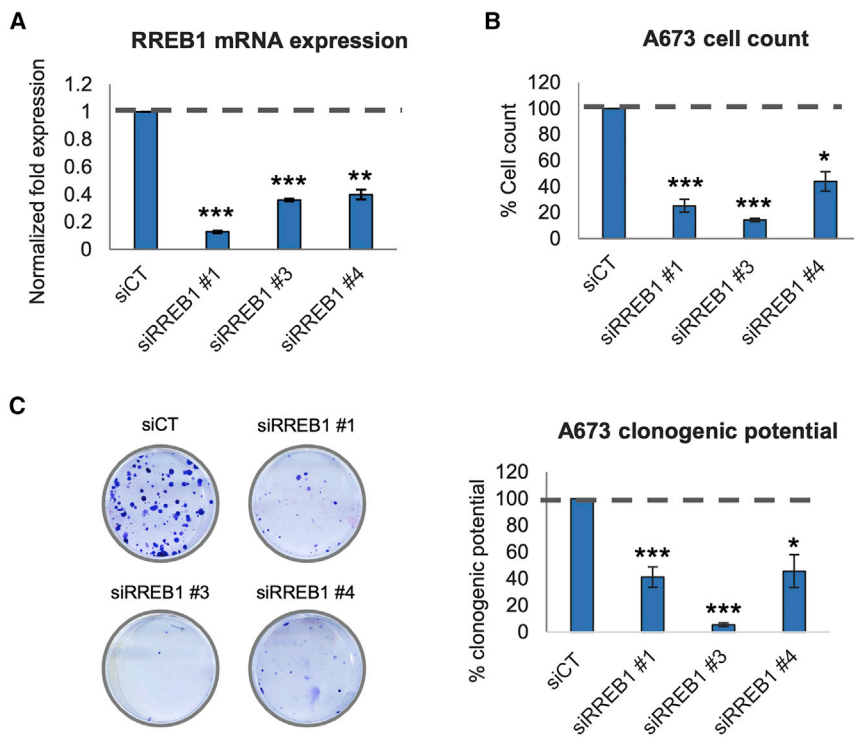 A
RREB1 mRNA expression
Normalized fold expression
1.2
1
0.8
0.6
0.4
0.2
0
***
***
**
siCT
siRREB1 #1
siRREB1 #3
siRREB1 #4
B
A673 cell count
% Cell count
120
100
80
60
40
20
0
***
***
*
siCT
siRREB1 #1
siRREB1 #3
siRREB1 #4
C
siCT
siRREB1 #1
siRREB1 #3
siRREB1 #4
A673 clonogenic potential
% clonogenic potential
120
100
80
60
40
20
0
***
***
*
siCT
siRREB1 #1
siRREB1 #3
siRREB1 #4